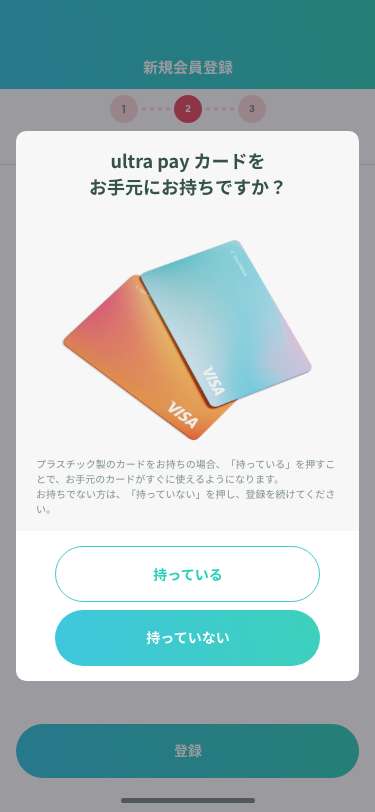 新規会員登録
1 2 3
ultra pay カードを
お手元にお持ちですか？
VISA
VISA
プラスチック製のカードをお持ちの場合、「持っている」を押すこ
とで、お手元のカードがすぐに使えるようになります。
お持ちでない方は、「持っていない」を押し、登録を続けてくださ
い。
持っている
持っていない
登録